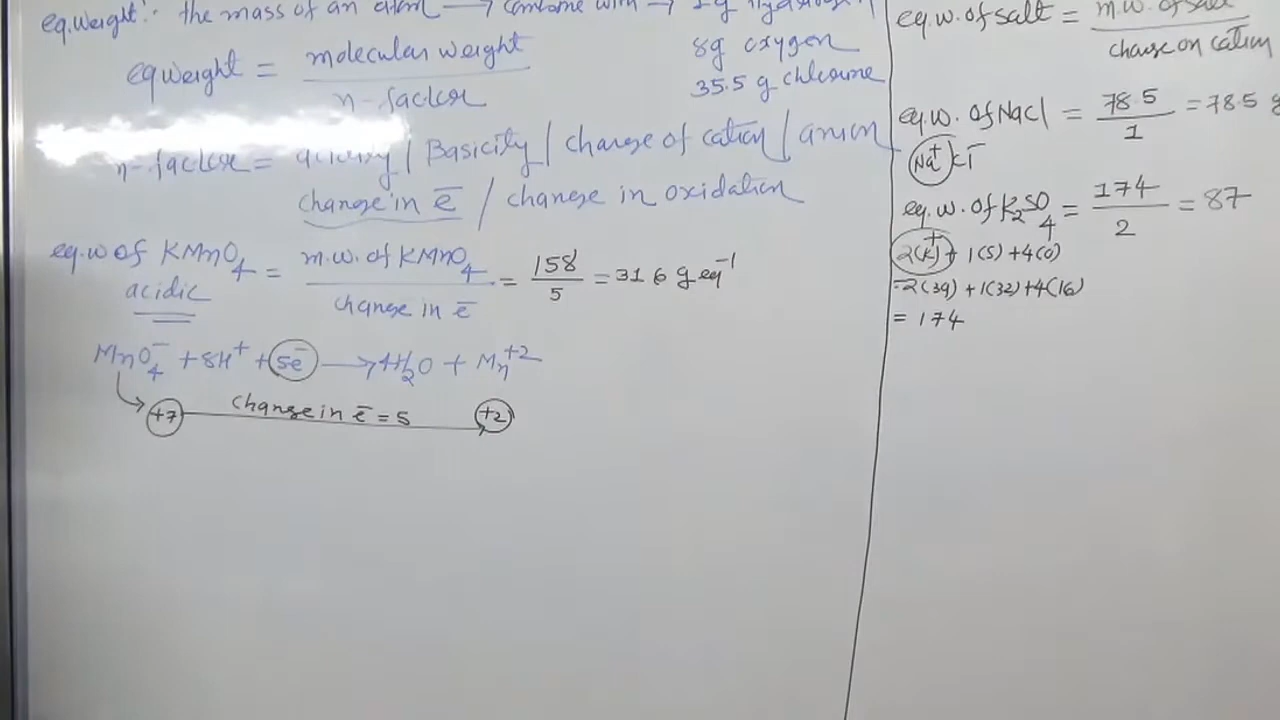 eq.weight:- the mass of an atom → combine with → 1g hydrogen
8g oxygen
35.5 g chlorine
eq weight = molecular weight / n-factor
n-factor = acidity / Basicity / charge of cation / anion
change in e̅ / change in oxidation
eq.w of KMnO4 = m.w. of KMnO4 / change in e̅ = 158 / 5 = 316 g eq⁻¹
acidic
MnO4⁻ + 8H⁺ + 5e⁻ → 4H2O + Mn⁺²
+7 change in e̅ = 5 +2
eq.w. of salt = m.w. of salt / charge on cation
eq.w. of NaCl = 78.5 / 1 = 78.5 g
Na⁺ Cl⁻
eq.w. of K2SO4 = 174 / 2 = 87
2(K⁺) + 1(S) + 4(O)
=2(39) + 1(32) + 4(16)
= 174